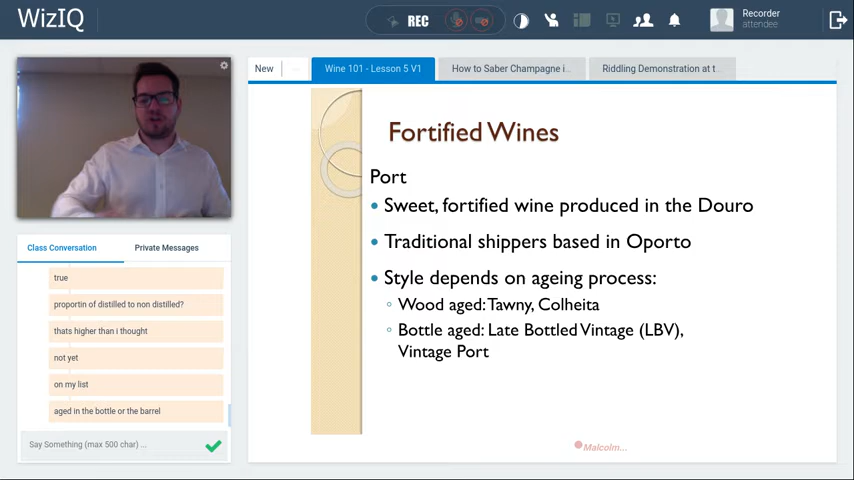 WizIQ
REC
Recorder
attendee
New
Wine 101 - Lesson 5 V1
How to Saber Champagne i...
Riddling Demonstration at t...
Fortified Wines
Port
Sweet, fortified wine produced in the Douro
Traditional shippers based in Oporto
Style depends on ageing process:
Wood aged: Tawny, Colheita
Bottle aged: Late Bottled Vintage (LBV),
Vintage Port
Malcolm...
Class Conversation
Private Messages
true
proportin of distilled to non distilled?
thats higher than i thought
not yet
on my list
aged in the bottle or the barrel
Say Something (max 500 char) ...